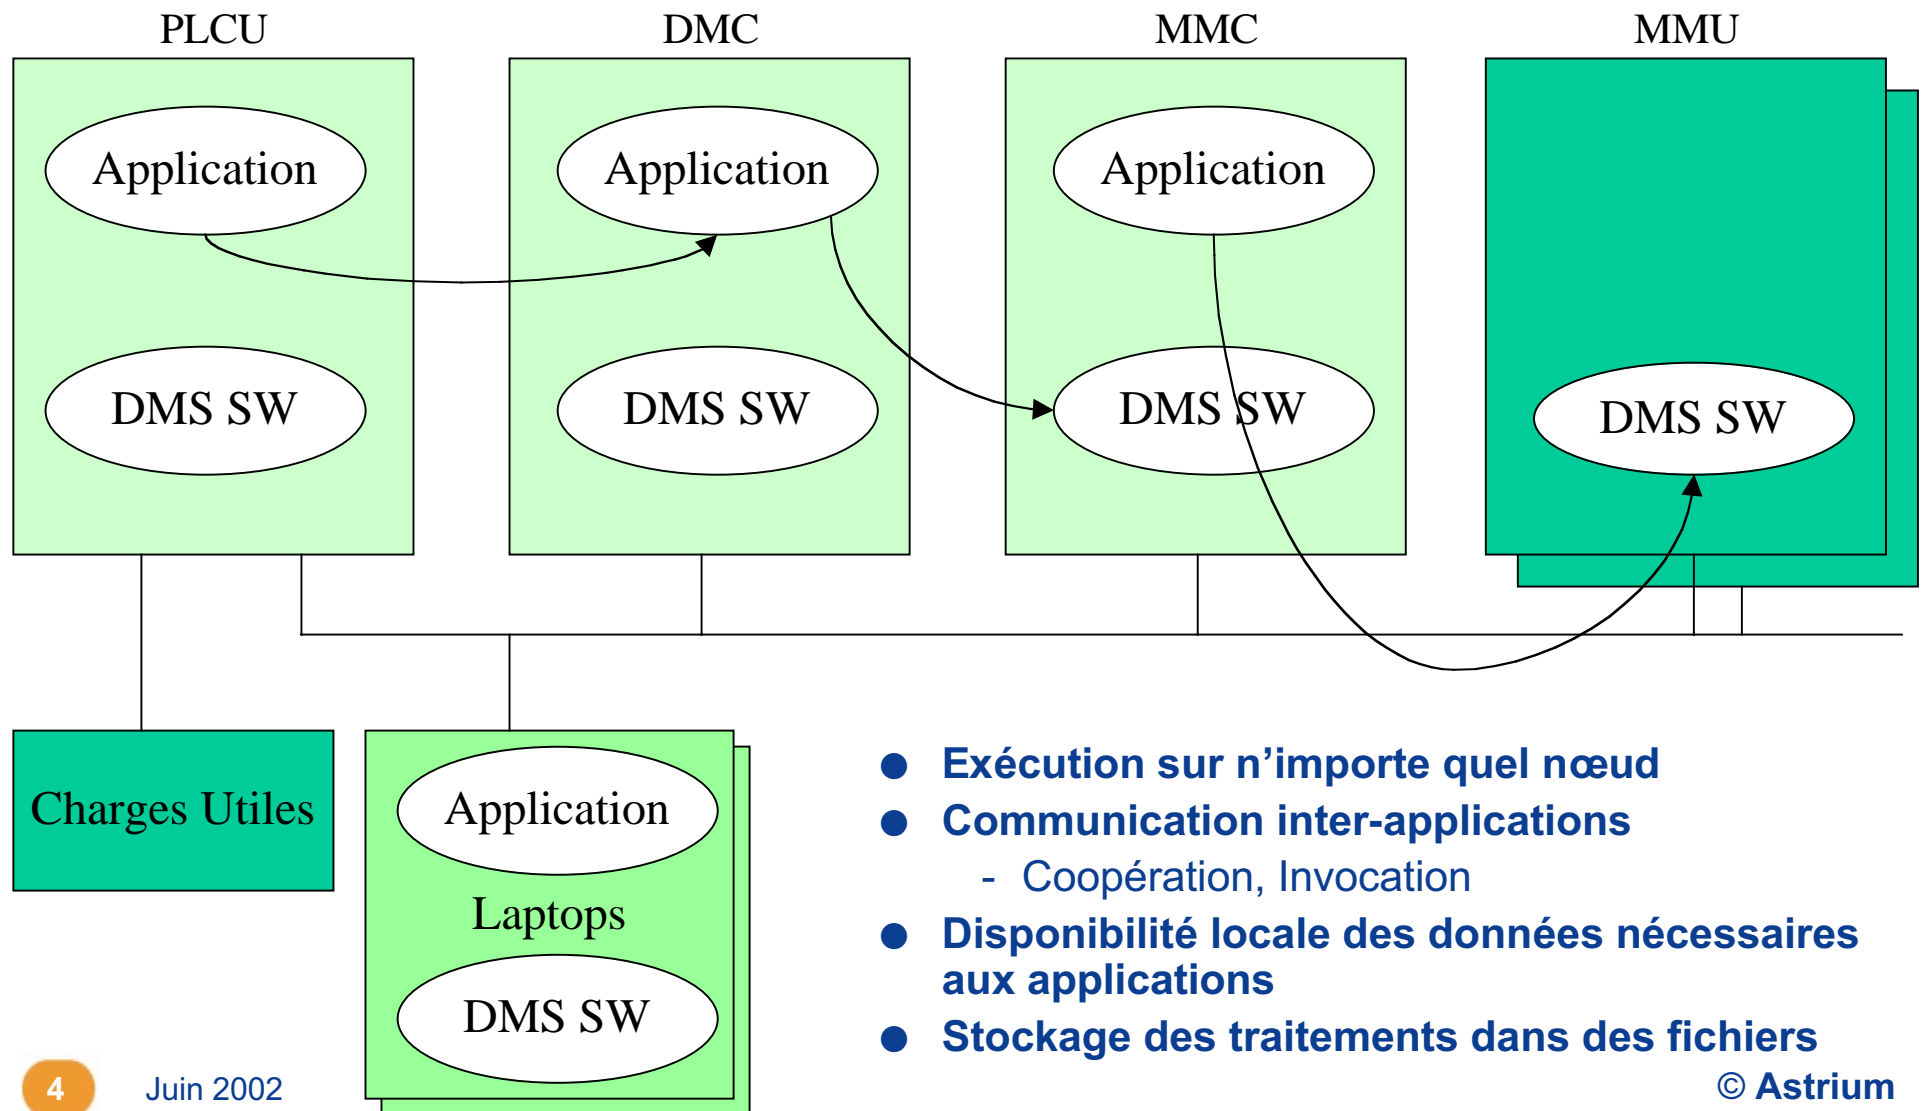 PLCU
DMC
MMC
MMU
Application
Application
Application
DMS SW
DMS SW
DMS SW
DMS SW
Charges Utiles
Application
Laptops
DMS SW
● Exécution sur n’importe quel nœud
● Communication inter-applications
- Coopération, Invocation
● Disponibilité locale des données nécessaires
aux applications
● Stockage des traitements dans des fichiers
4
Juin 2002
© Astrium